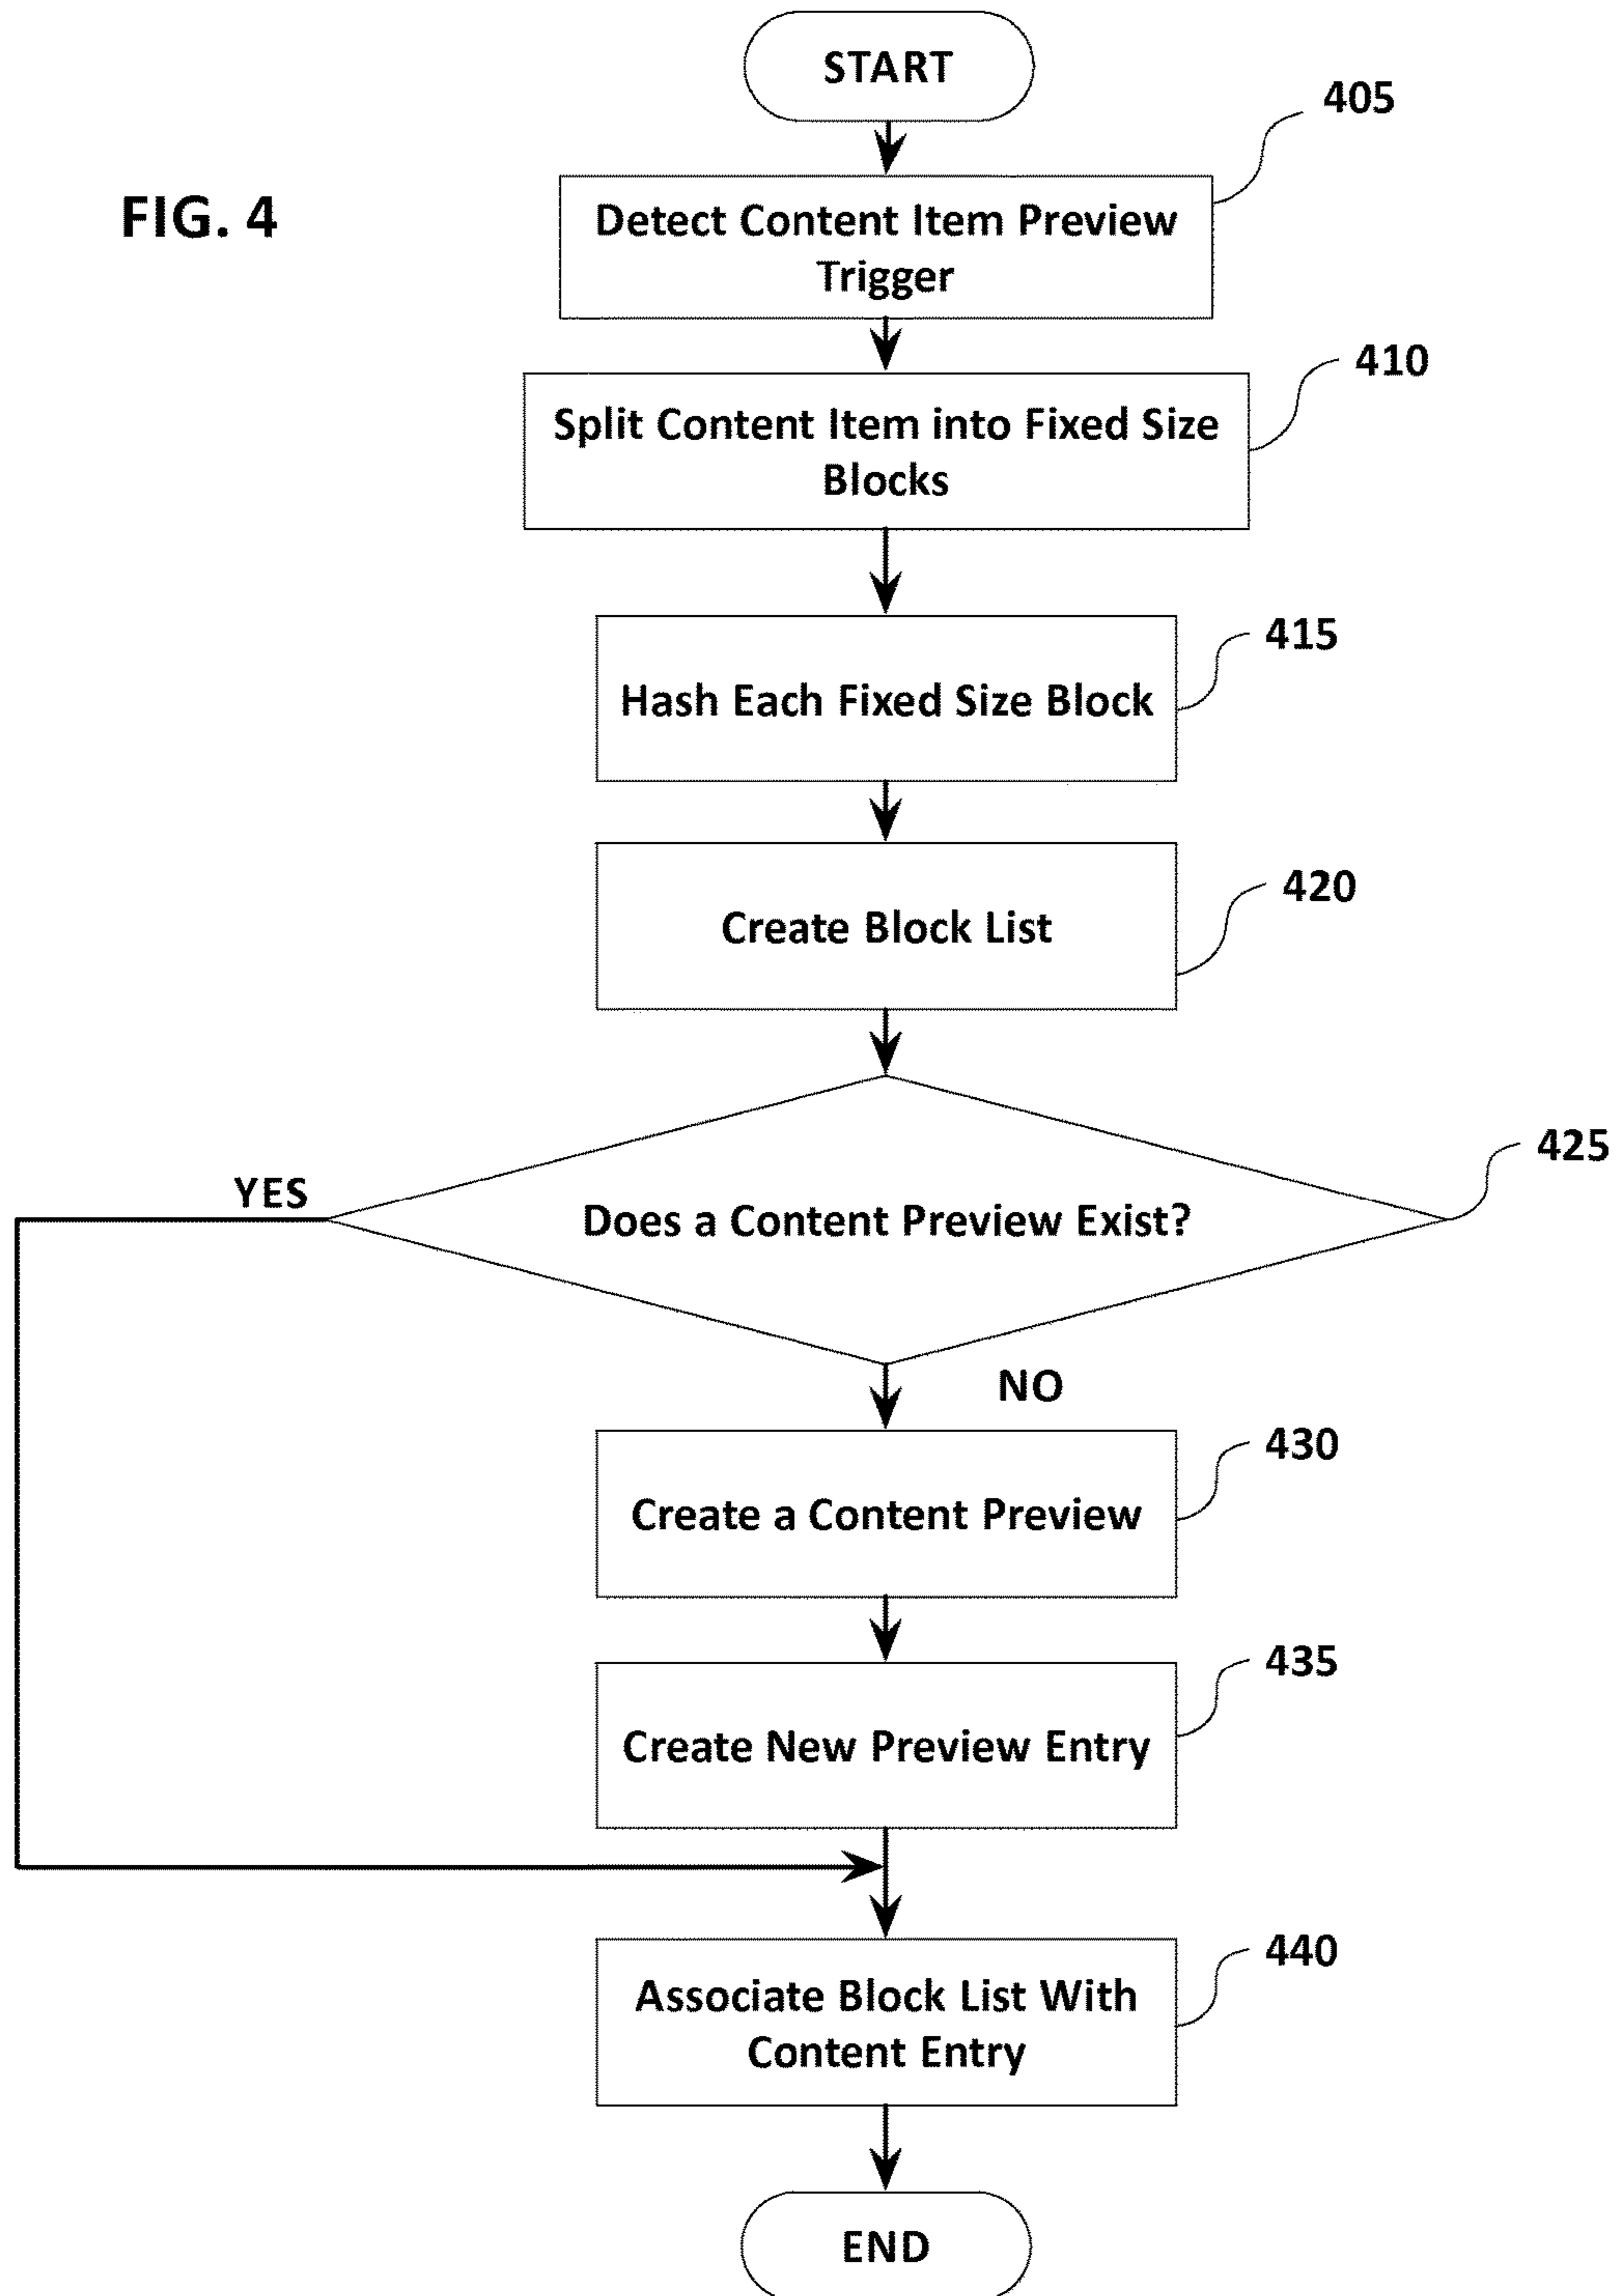 START
405
FIG. 4
Detect Content Item Preview
Trigger
410
Split Content Item into Fixed Size
Blocks
415
Hash Each Fixed Size Block
420
Create Block List
425
YES
Does a Content Preview Exist?
NO
430
Create a Content Preview
435
Create New Preview Entry
440
Associate Block List With
Content Entry
END